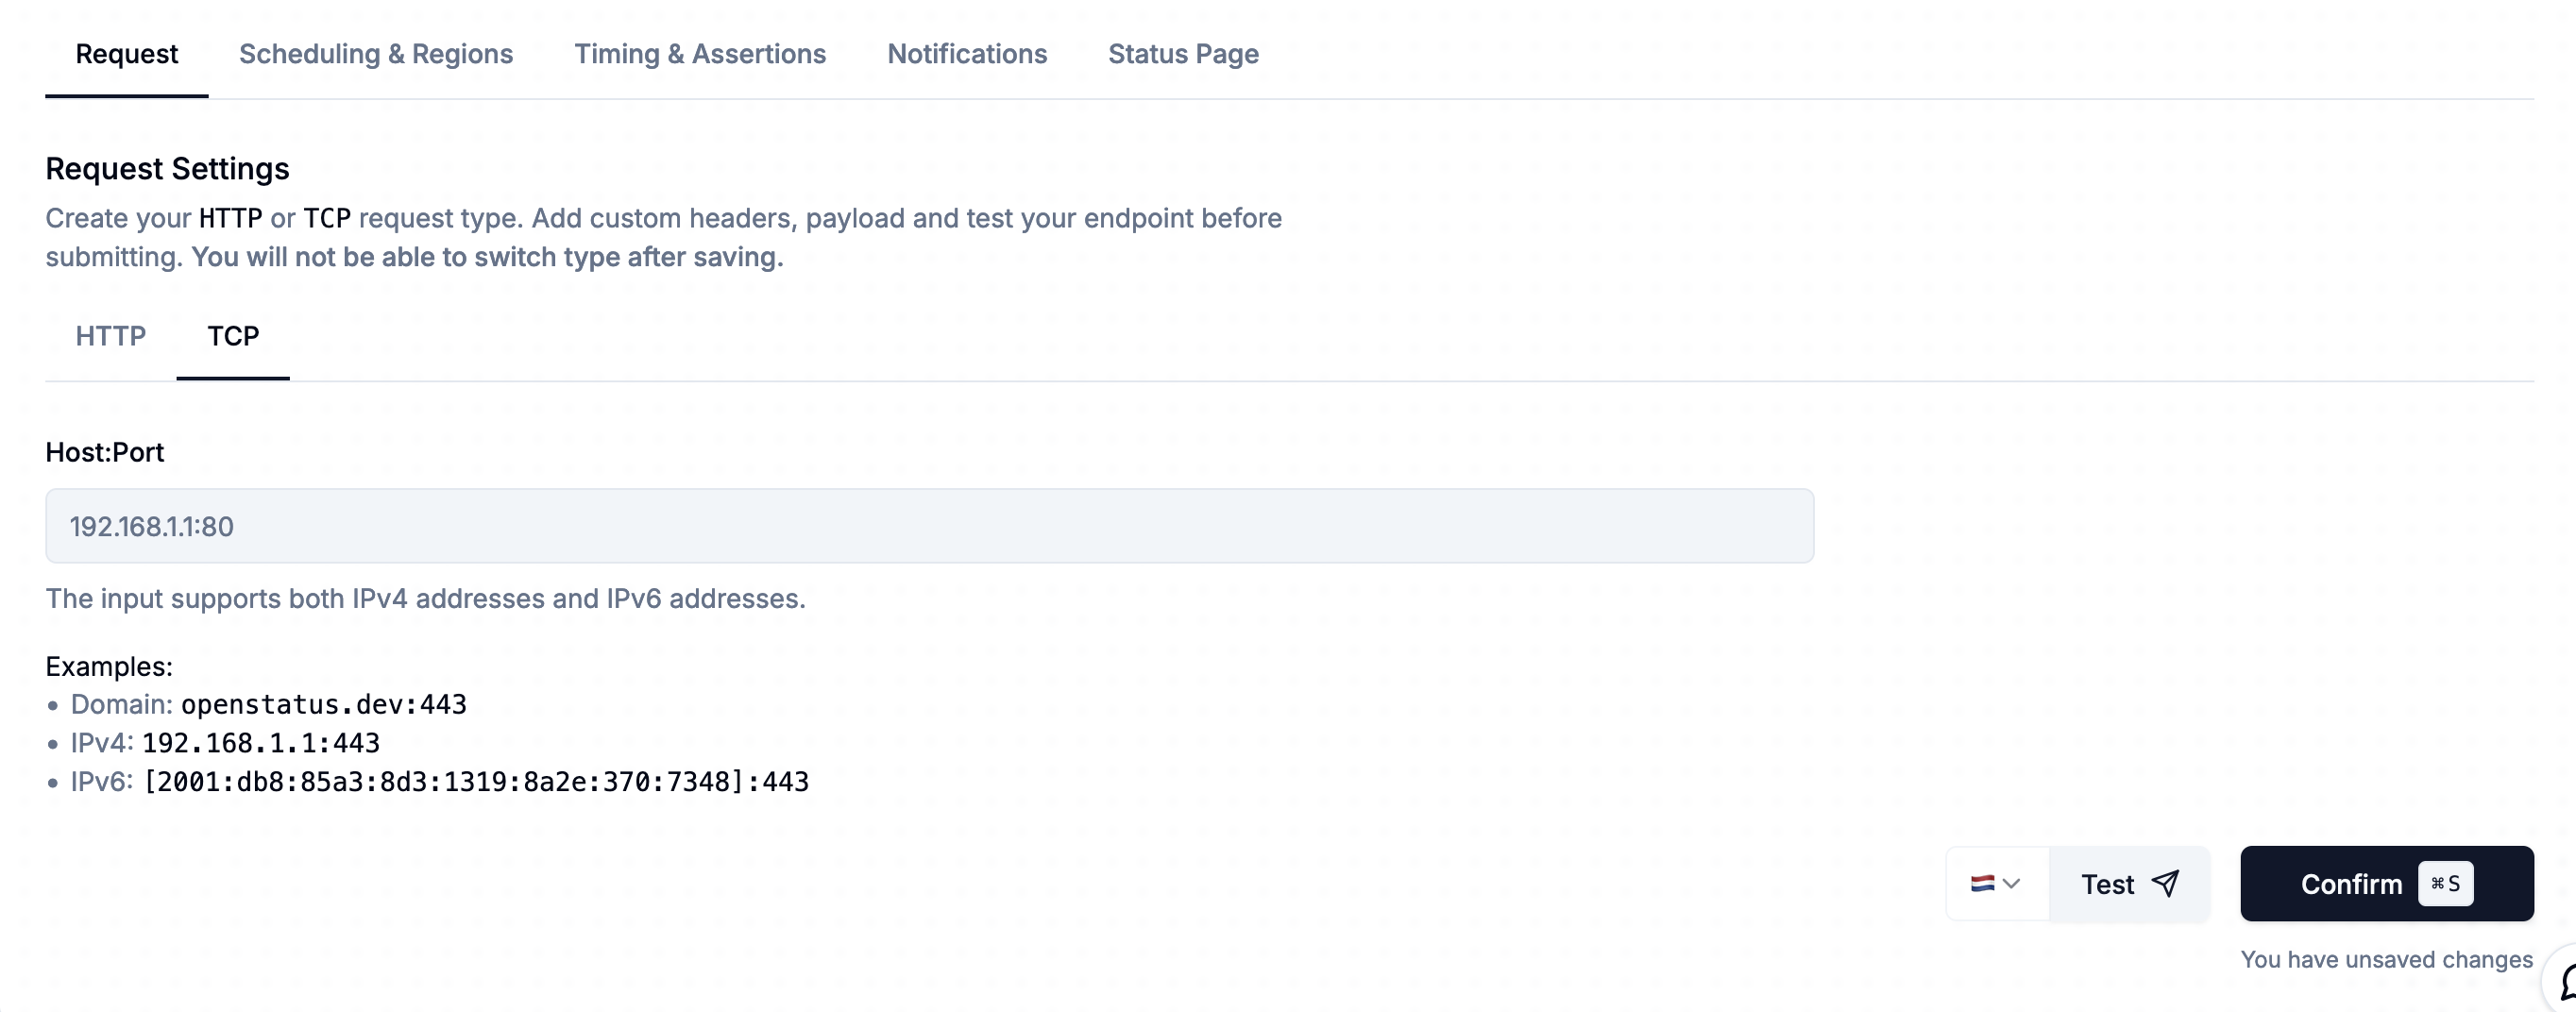 Request Scheduling & Regions Timing & Assertions Notifications Status Page
Request Settings
Create your HTTP or TCP request type. Add custom headers, payload and test your endpoint before
submitting. You will not be able to switch type after saving.
HTTP TCP
Host:Port
192.168.1.1:80
The input supports both IPv4 addresses and IPv6 addresses.
Examples:
• Domain: openstatus.dev:443
• IPv4: 192.168.1.1:443
• IPv6: [2001:db8:85a3:8d3:1319:8a2e:370:7348]:443
Test Confirm ⌘S
You have unsaved changes